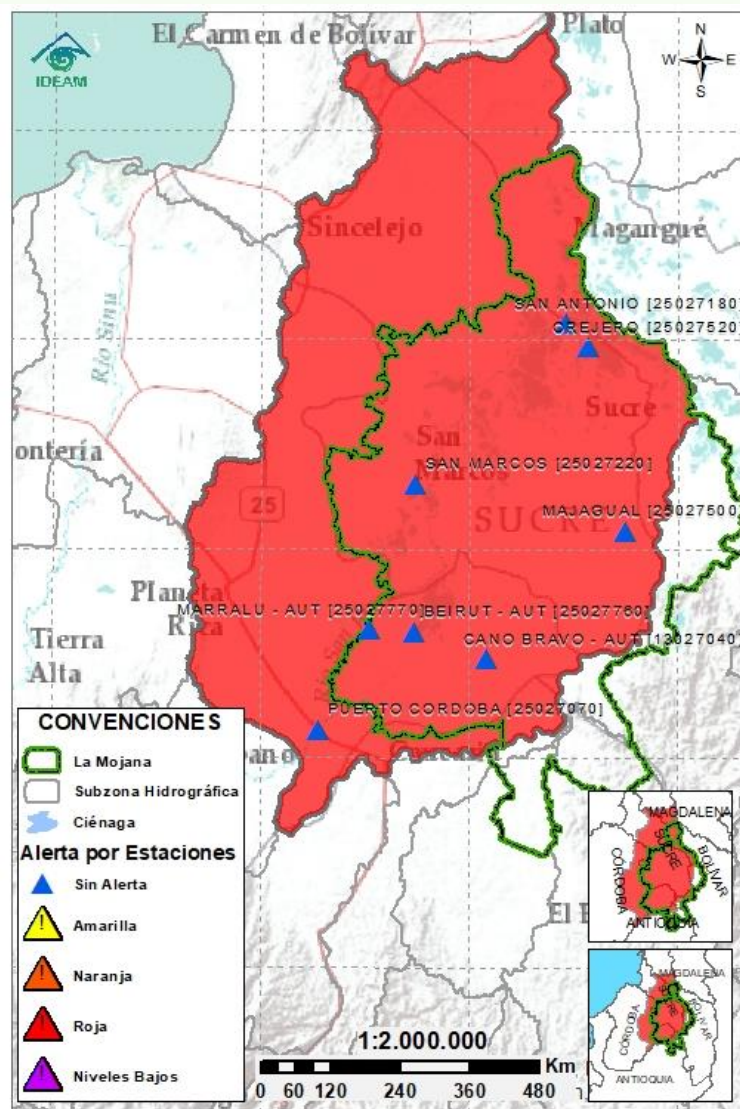 El Carmen de Bolívar
Plato
IDEAM
N
W E
S
Sincelejo
Magangué
SAN ANTONIO [25027180]
OREJERO [25027520]
Río Sinú
Sucre
ontería
San
Marcos
SAN MARCOS [25027220]
25
MAJAGUAL [25027500]
SUCRE
Planeta
Rica
MARRALU - AUT [25027770]
BEIRUT - AUT [25027760]
CANO BRAVO - AUT [13027040]
Tierra
Alta
PUERTO CORDOBA [25027070]
CONVENCIONES
La Mojana
Subzona Hidrográfica
Ciénaga
Alerta por Estaciones
Sin Alerta
Amarilla
Naranja
Roja
Niveles Bajos
El B
MAGDALENA
SUCRE
BOLÍVAR
CÓRDOBA
ANTIOQUIA
MAGDALENA
BOLÍVAR
CÓRDOBA
ANTIOQUIA
1:2.000.000
Km
0 60 120 240 360 480